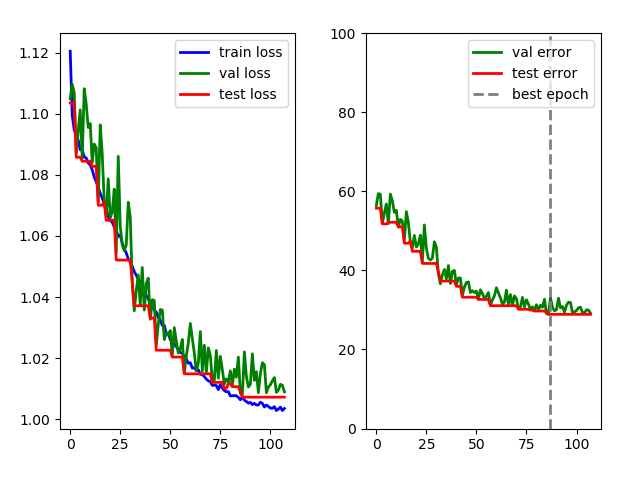 train loss
val loss
test loss
1.12
1.10
1.08
1.06
1.04
1.02
1.00
0 25 50 75 100
val error
test error
best epoch
100
80
60
40
20
0
0 25 50 75 100